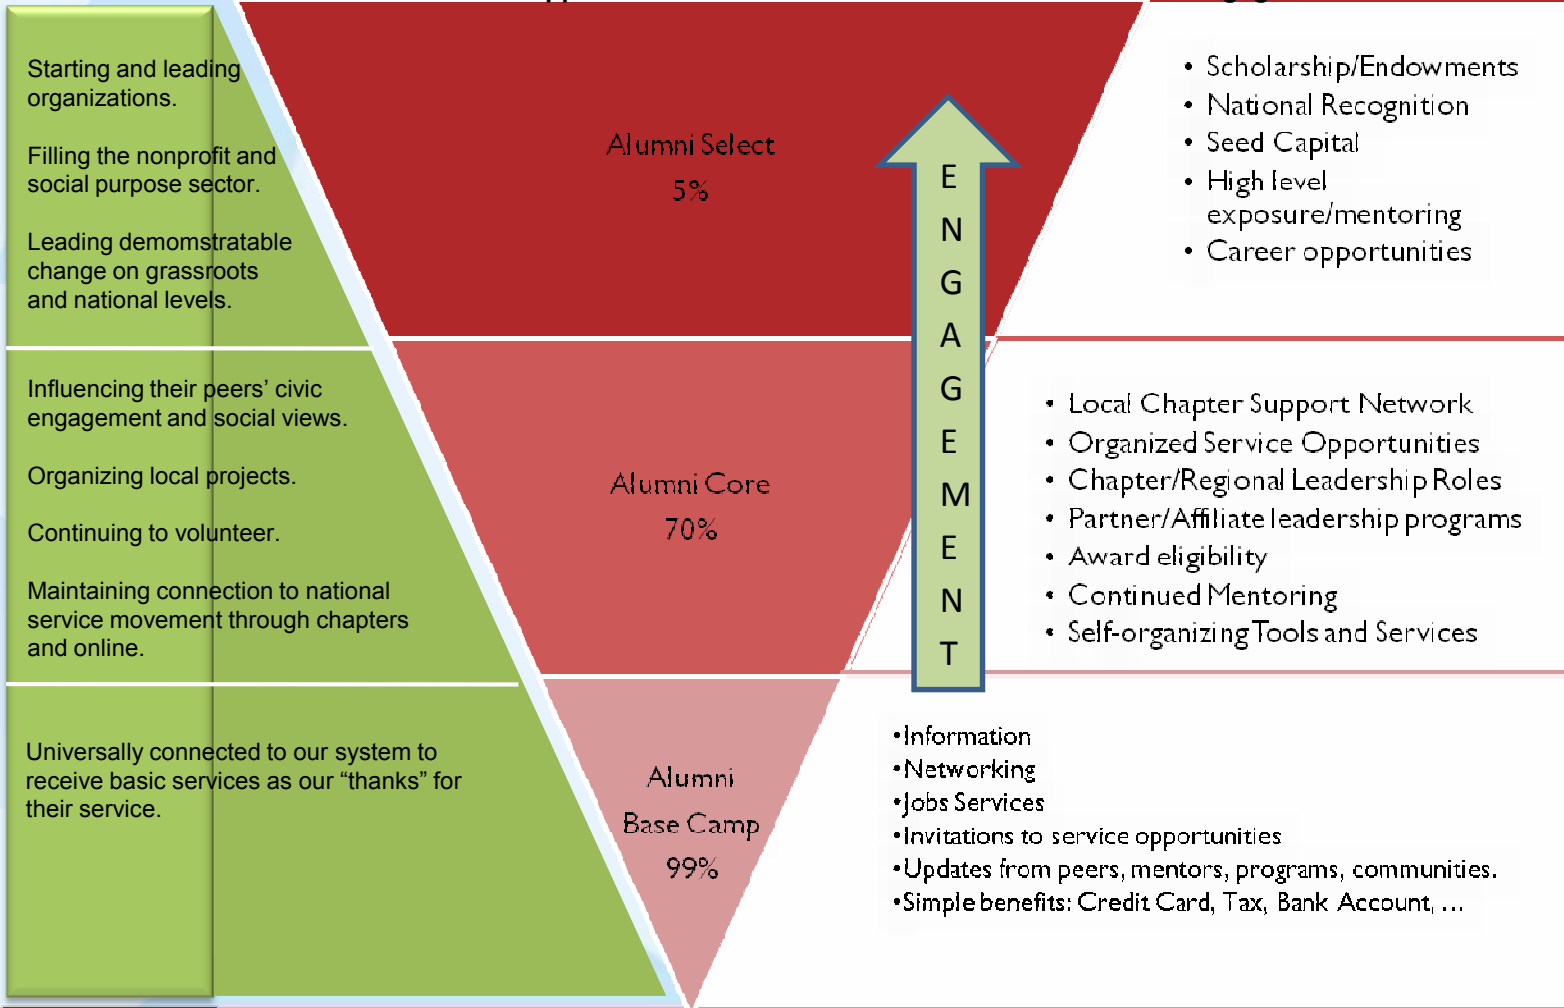 Starting and leading
organizations.
Filling the nonprofit and
social purpose sector.
Leading demomstratable
change on grassroots
and national levels.
Influencing their peers’ civic
engagement and social views.
Organizing local projects.
Continuing to volunteer.
Maintaining connection to national
service movement through chapters
and online.
Universally connected to our system to
receive basic services as our “thanks” for
their service.
Alumni Select
5%
Alumni Core
70%
Alumni
Base Camp
99%
E
N
G
A
G
E
M
E
N
T
• Scholarship/Endowments
• National Recognition
• Seed Capital
• High level
exposure/mentoring
• Career opportunities
• Local Chapter Support Network
• Organized Service Opportunities
• Chapter/Regional Leadership Roles
• Partner/Affiliate leadership programs
• Award eligibility
• Continued Mentoring
• Self-organizing Tools and Services
•Information
•Networking
•Jobs Services
•Invitations to service opportunities
•Updates from peers, mentors, programs, communities.
•Simple benefits: Credit Card, Tax, Bank Account, …